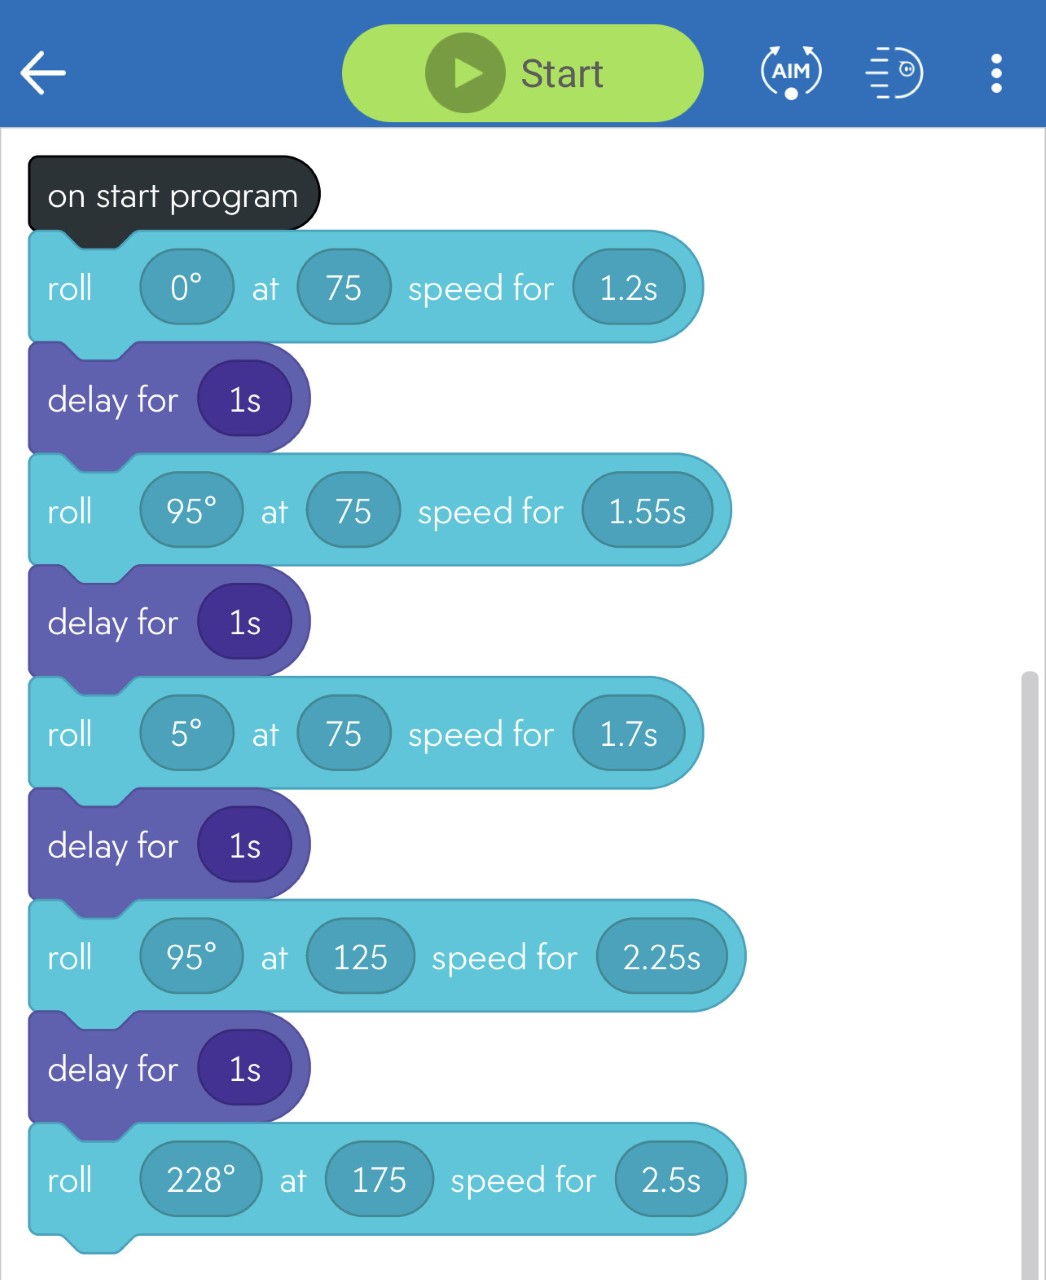 Start
AIM
on start program
roll 0° at 75 speed for 1.2s
delay for 1s
roll 95° at 75 speed for 1.55s
delay for 1s
roll 5° at 75 speed for 1.7s
delay for 1s
roll 95° at 125 speed for 2.25s
delay for 1s
roll 228° at 175 speed for 2.5s